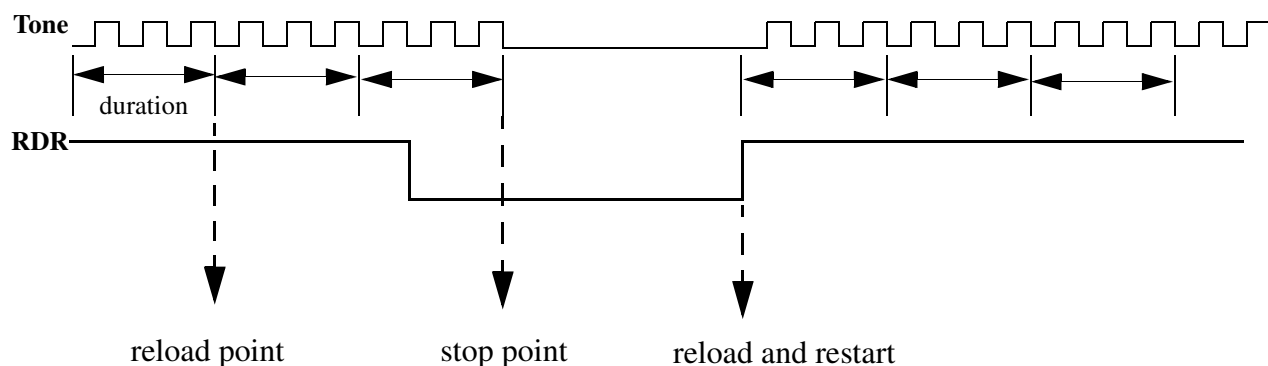 Tone
duration
RDR
reload point
stop point
reload and restart